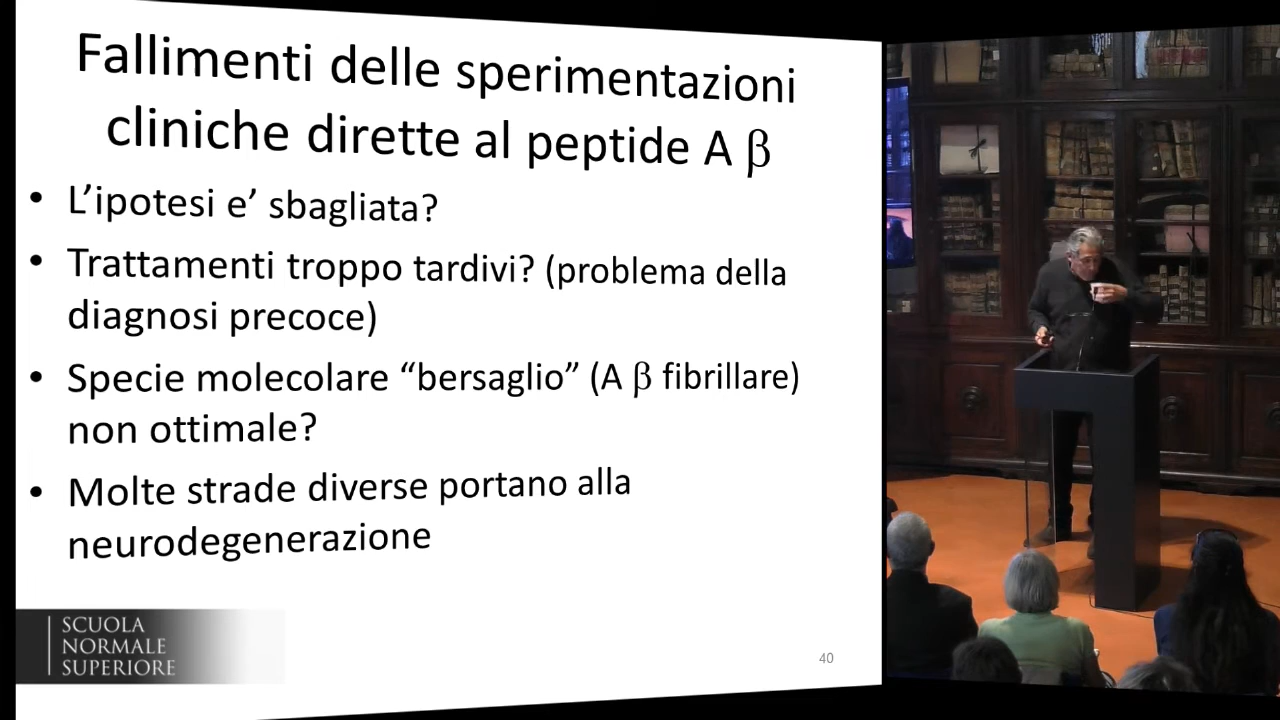 Fallimenti delle sperimentazioni
cliniche dirette al peptide A β
• L’ipotesi e’ sbagliata?
• Trattamenti troppo tardivi? (problema della
diagnosi precoce)
• Specie molecolare “bersaglio” (A β fibrillare)
non ottimale?
• Molte strade diverse portano alla
neurodegenerazione
SCUOLA
NORMALE
SUPERIORE
40